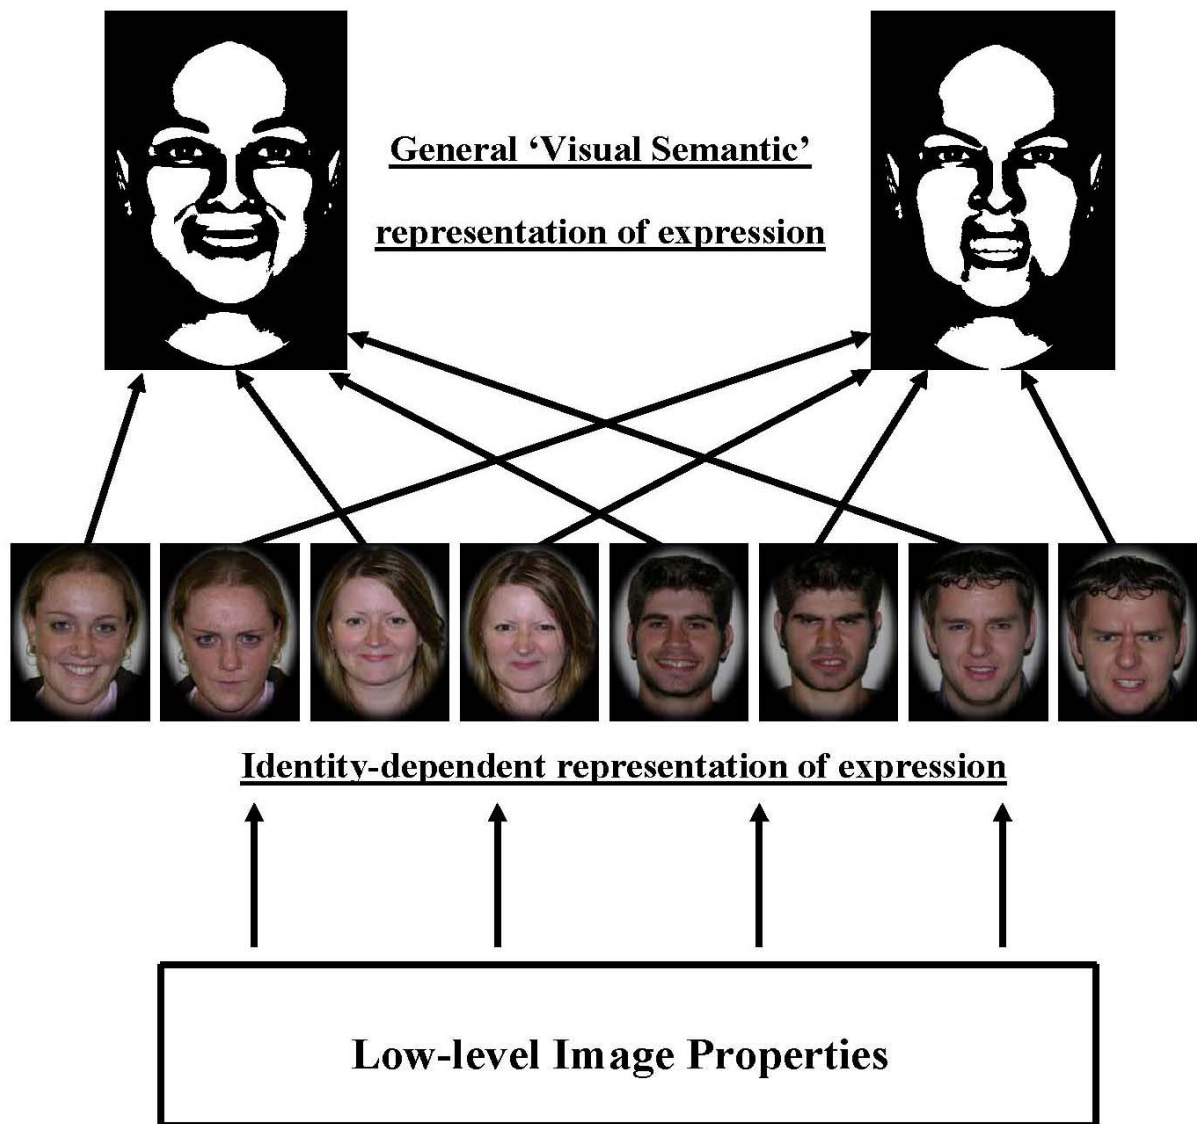 General ‘Visual Semantic’
representation of expression
Identity-dependent representation of expression
Low-level Image Properties